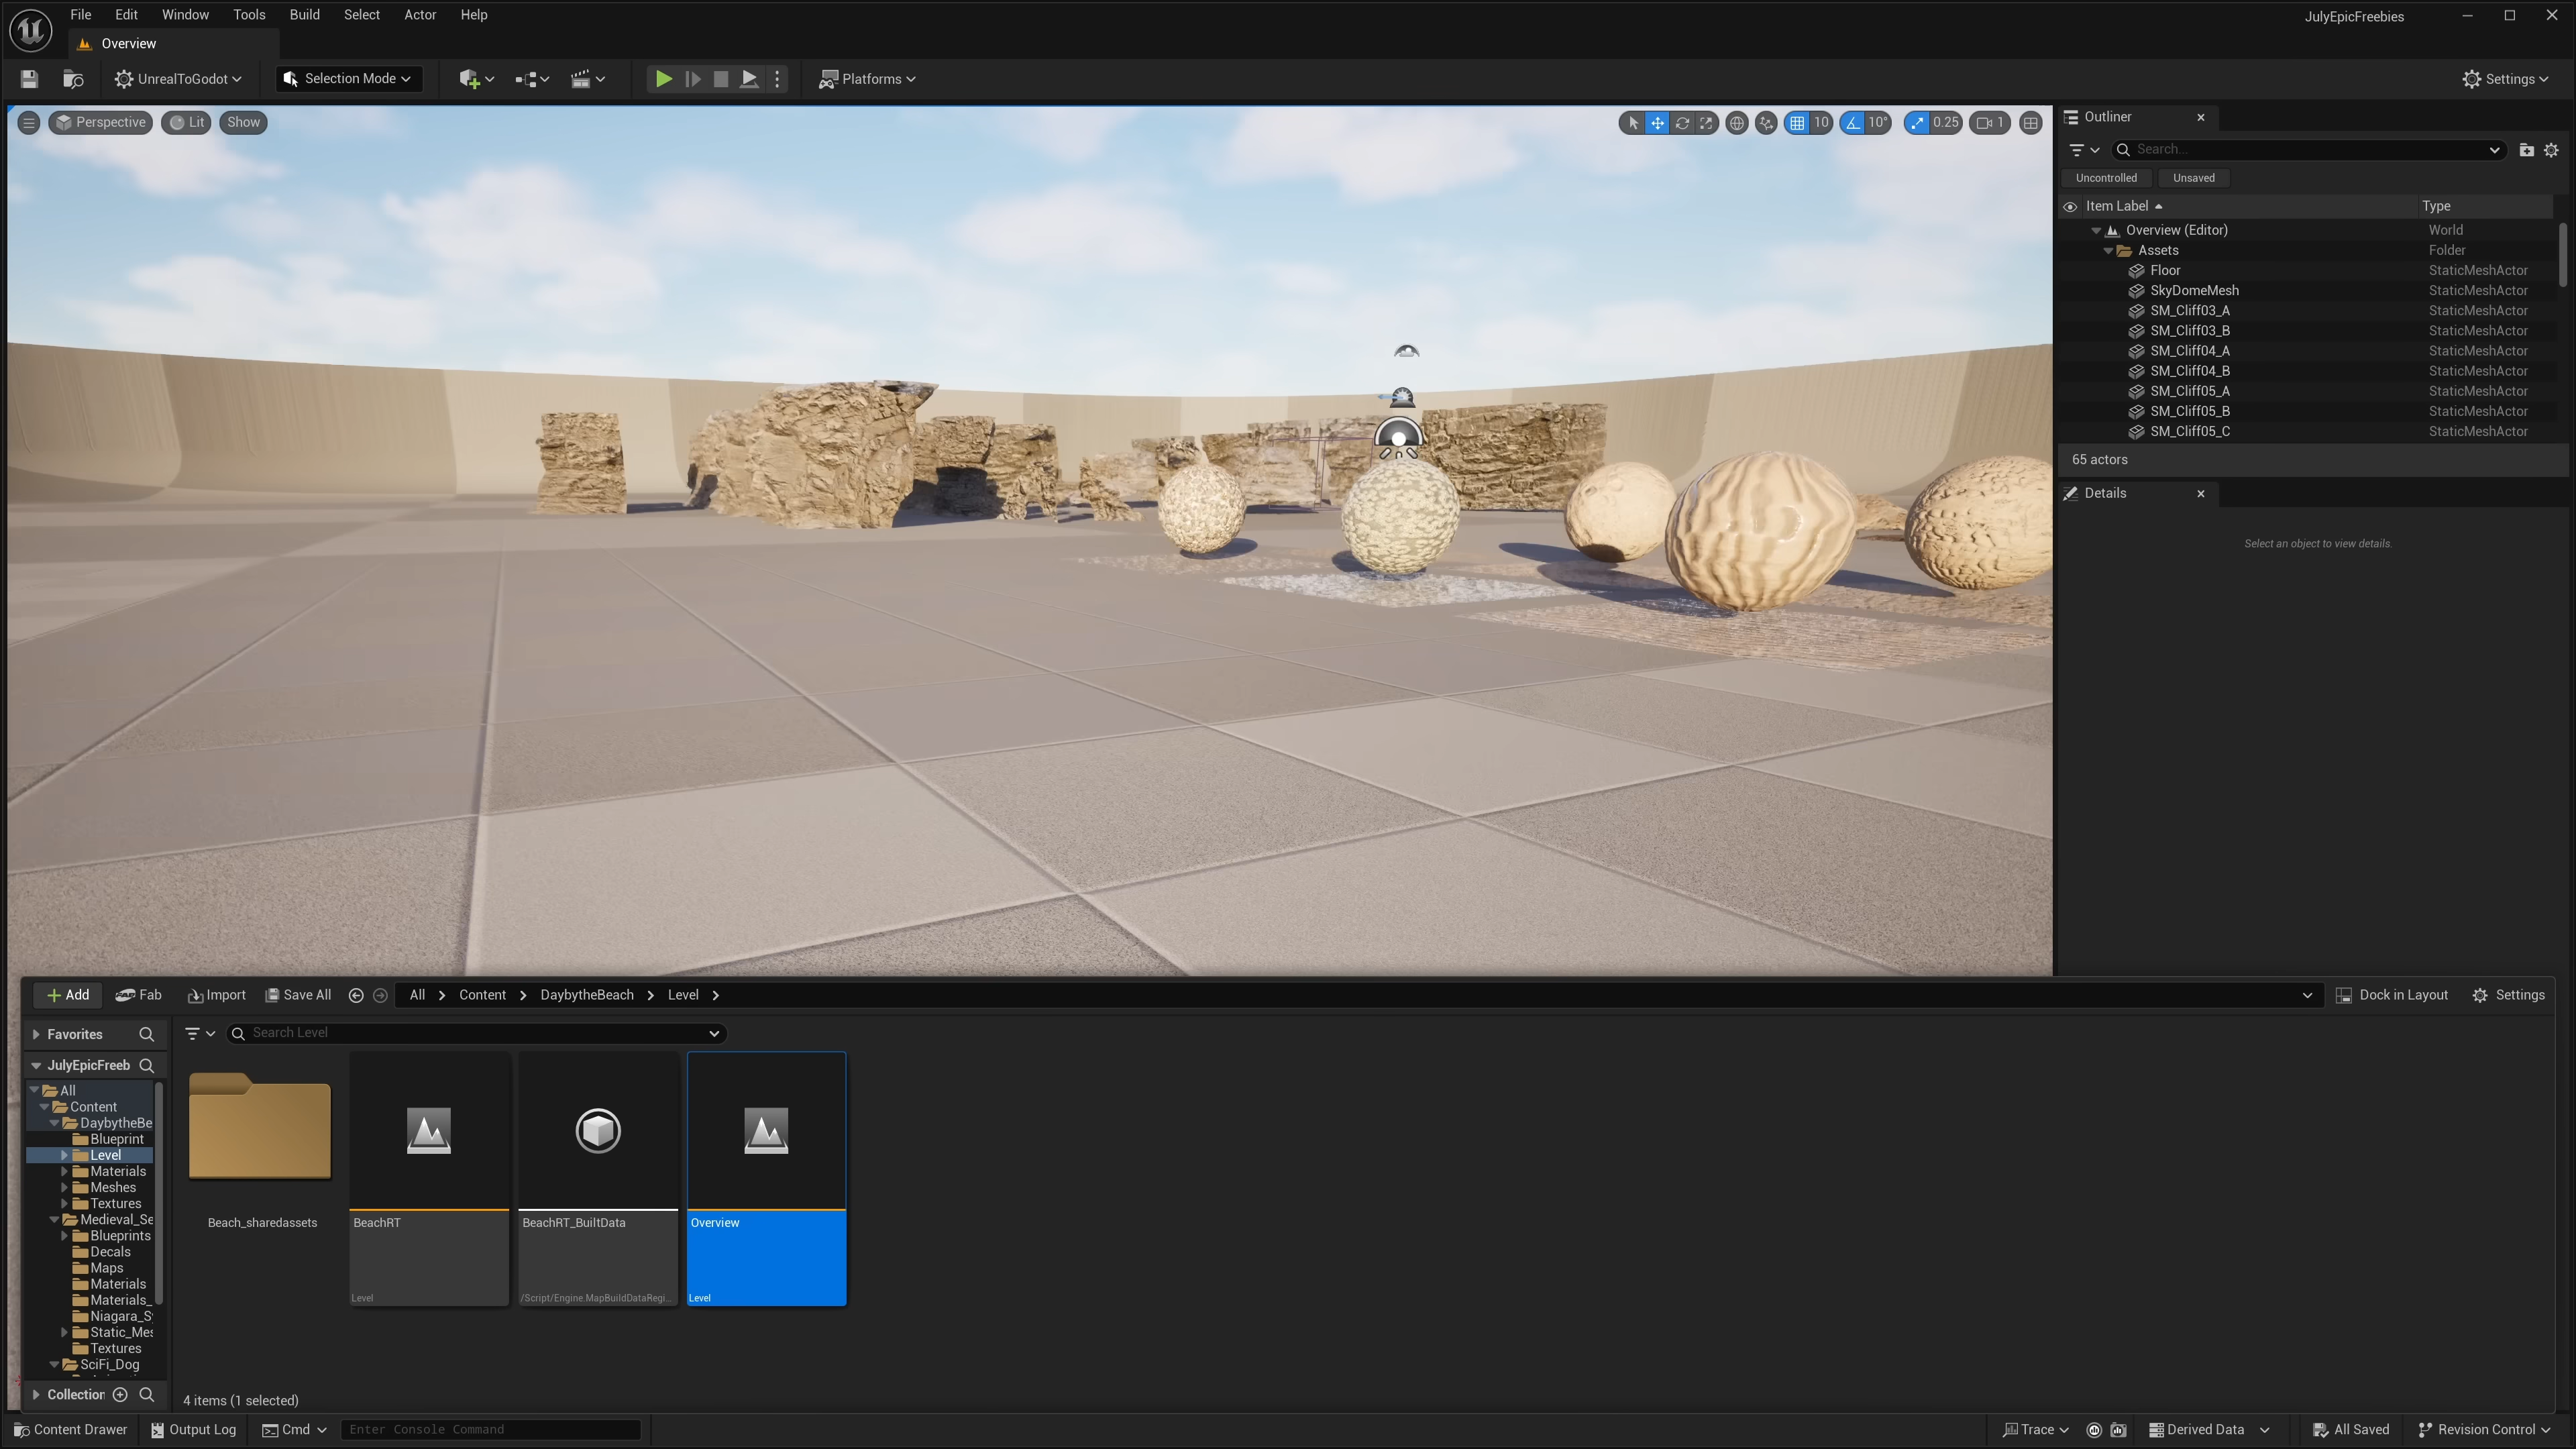 File Edit Window Tools Build Select Actor Help
JulyEpicFreebies
Overview
UnrealToGodot
Selection Mode
Platforms
Settings
Perspective
Lit
Show
10
10°
0.25
1
Outliner
Search...
Uncontrolled
Unsaved
Item Label Type
Overview (Editor) World
Assets Folder
Floor StaticMeshActor
SkyDomeMesh StaticMeshActor
SM_Cliff03_A StaticMeshActor
SM_Cliff03_B StaticMeshActor
SM_Cliff04_A StaticMeshActor
SM_Cliff04_B StaticMeshActor
SM_Cliff05_A StaticMeshActor
SM_Cliff05_B StaticMeshActor
SM_Cliff05_C StaticMeshActor
65 actors
Details
Select an object to view details.
Add Fab Import Save All All > Content > DaybytheBeach > Level > Dock in Layout Settings
Favorites
Search Level
JulyEpicFreeb
All
Content
DaybytheBe
Blueprint
Level
Materials
Meshes
Textures
Medieval_Se
Blueprints
Decals
Maps
Materials
Materials_
Niagara_S
Static_Mes
Textures
SciFi_Dog
Collection
Beach_sharedassets
BeachRT
Level
BeachRT_BuiltData
/Script/Engine.MapBuildDataRegi...
Overview
Level
4 items (1 selected)
Content Drawer Output Log Cmd Enter Console Command Trace Derived Data All Saved Revision Control